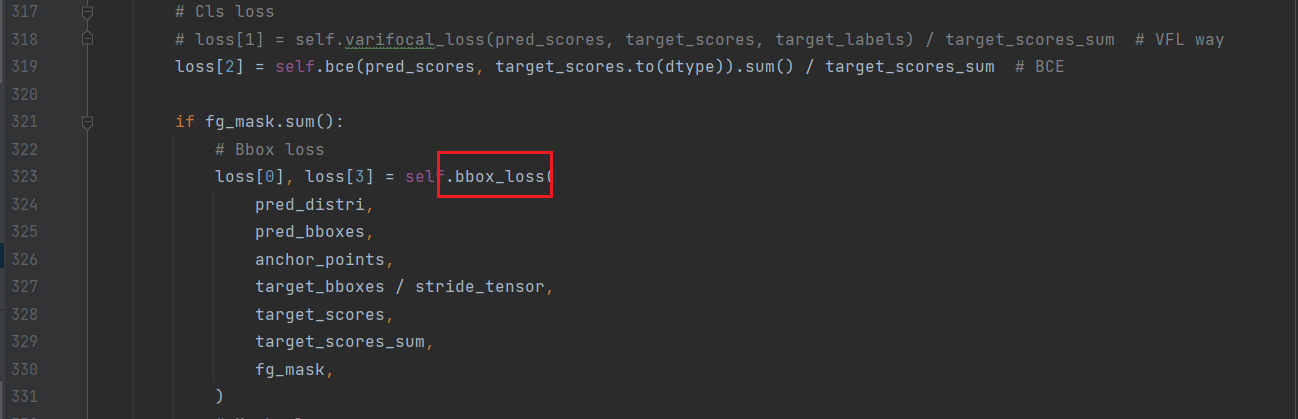 317 # Cls loss
318 # loss[1] = self.varifocal_loss(pred_scores, target_scores, target_labels) / target_scores_sum  # VFL way
319 loss[2] = self.bce(pred_scores, target_scores.to(dtype)).sum() / target_scores_sum  # BCE
320
321 if fg_mask.sum():
322 # Bbox loss
323 loss[0], loss[3] = self.bbox_loss(
324 pred_distri,
325 pred_bboxes,
326 anchor_points,
327 target_bboxes / stride_tensor,
328 target_scores,
329 target_scores_sum,
330 fg_mask,
331 )